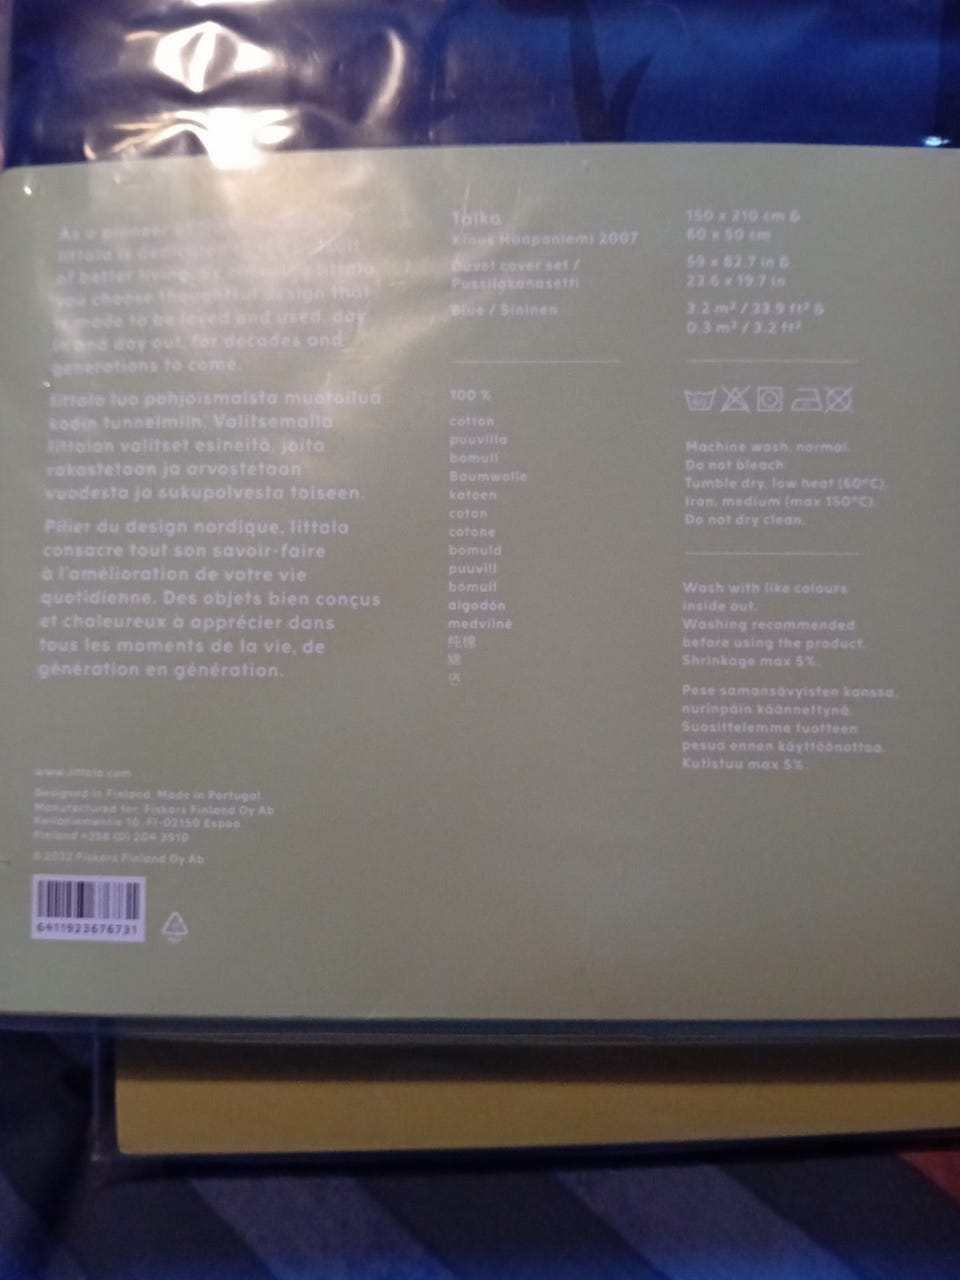 As a pioneer
Iittala is dedicated
of better living. By choosing Iittala
you choose thoughtful design that
is made to be loved and used, day
in and day out, for decades and
generations to come.
Iittala luo pohjoismaista muotoilua
kodin tunnelmiin. Valitsemalla
Iittalan valitset esineitä, joita
rakastetaan ja arvostetaan
vuodesta ja sukupolvesta toiseen.
Pilier du design nordique, Iittala
consacre tout son savoir-faire
à l'amélioration de votre vie
quotidienne. Des objets bien conçus
et chaleureux à apprécier dans
tous les moments de la vie, de
génération en génération.
www.iittala.com
Designed in Finland. Made in Portugal.
Manufactured for: Fiskars Finland Oy Ab
10, FI-02150 Espoo
Finland +358 (0) 204 3910
©2022 Fiskars Finland Oy Ab
6411923676731
Taika
Klaus Haapaniemi 2007
Duvet cover set /
Pussilakanasetti
Blue / Sininen
100 %
cotton
puuvilla
bomull
Baumwolle
katoen
coton
cotone
bomuld
puuvill
bómull
algodón
medvilnė
纯棉
綿
면
150 x 210 cm &
60 x 50 cm
59 x 82.7 in &
23.6 x 19.7 in
3.2 m² / 33.9 ft² &
0.3 m² / 3.2 ft²
Machine wash, normal.
Do not bleach.
Tumble dry, low heat (60°C).
Iron, medium (max 150°C).
Do not dry clean.
Wash with like colours
inside out.
Washing recommended
before using the product.
Shrinkage max 5%.
Pese samansävyisten kanssa,
nurinpäin käännettynä.
Suosittelemme tuotteen
pesua ennen käyttöönottoa.
Kutistuu max 5%.